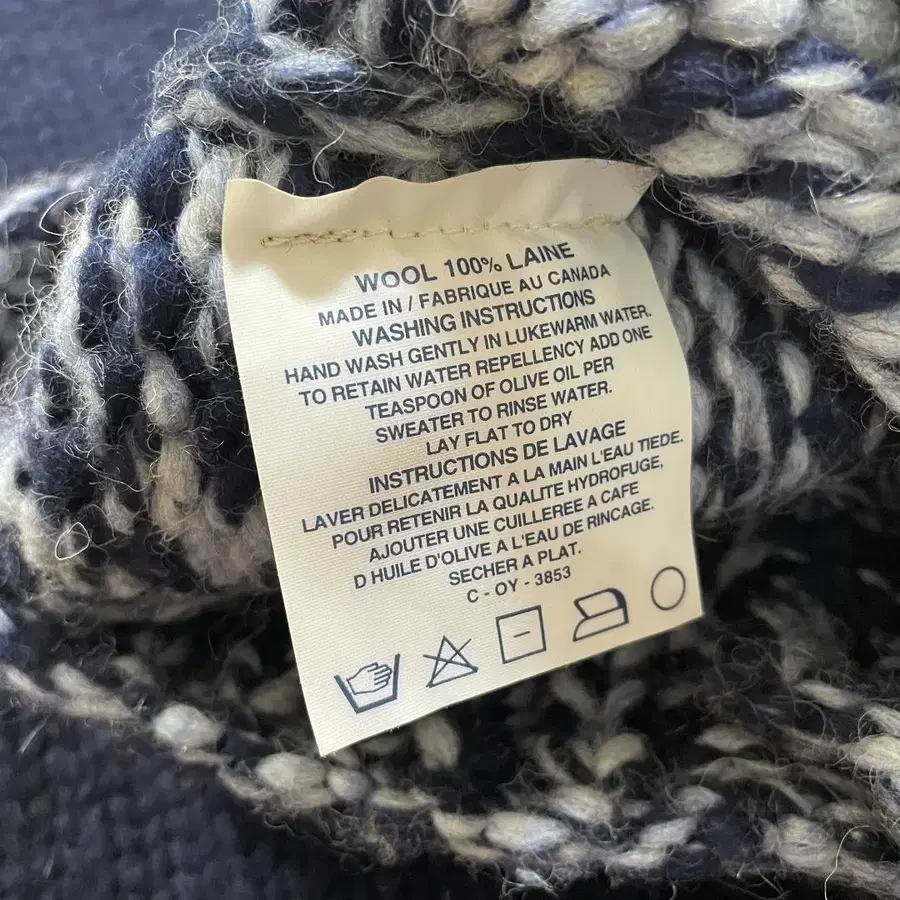 WOOL 100% LAINE
MADE IN / FABRIQUE AU CANADA
WASHING INSTRUCTIONS
HAND WASH GENTLY IN LUKEWARM WATER.
TO RETAIN WATER REPELLENCY ADD ONE
TEASPOON OF OLIVE OIL PER
SWEATER TO RINSE WATER.
LAY FLAT TO DRY
INSTRUCTIONS DE LAVAGE
LAVER DELICATEMENT A LA MAIN L'EAU TIEDE.
POUR RETENIR LA QUALITE HYDROFUGE,
AJOUTER UNE CUILLEREE A CAFE
D HUILE D'OLIVE A L'EAU DE RINCAGE.
SECHER A PLAT.
C - OY - 3853